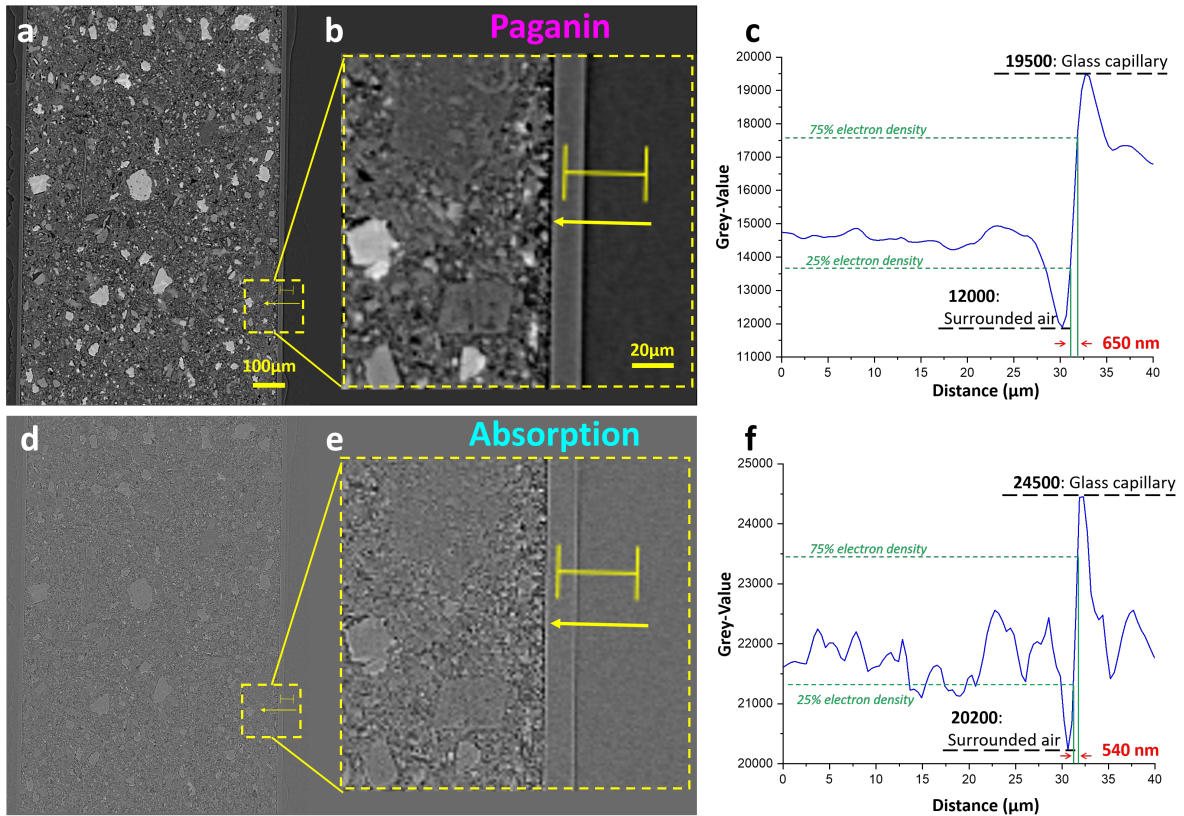 a
b
Paganin
100µm
20µm
c
20000
19000
18000
17000
16000
15000
14000
13000
12000
11000
Grey-Value
19500: Glass capillary
75% electron density
25% electron density
12000:
Surrounded air
650 nm
0 5 10 15 20 25 30 35 40
Distance (µm)
d
e
Absorption
f
25000
24000
23000
22000
21000
20000
Grey-Value
24500: Glass capillary
75% electron density
25% electron density
20200:
Surrounded air
540 nm
0 5 10 15 20 25 30 35 40
Distance (µm)